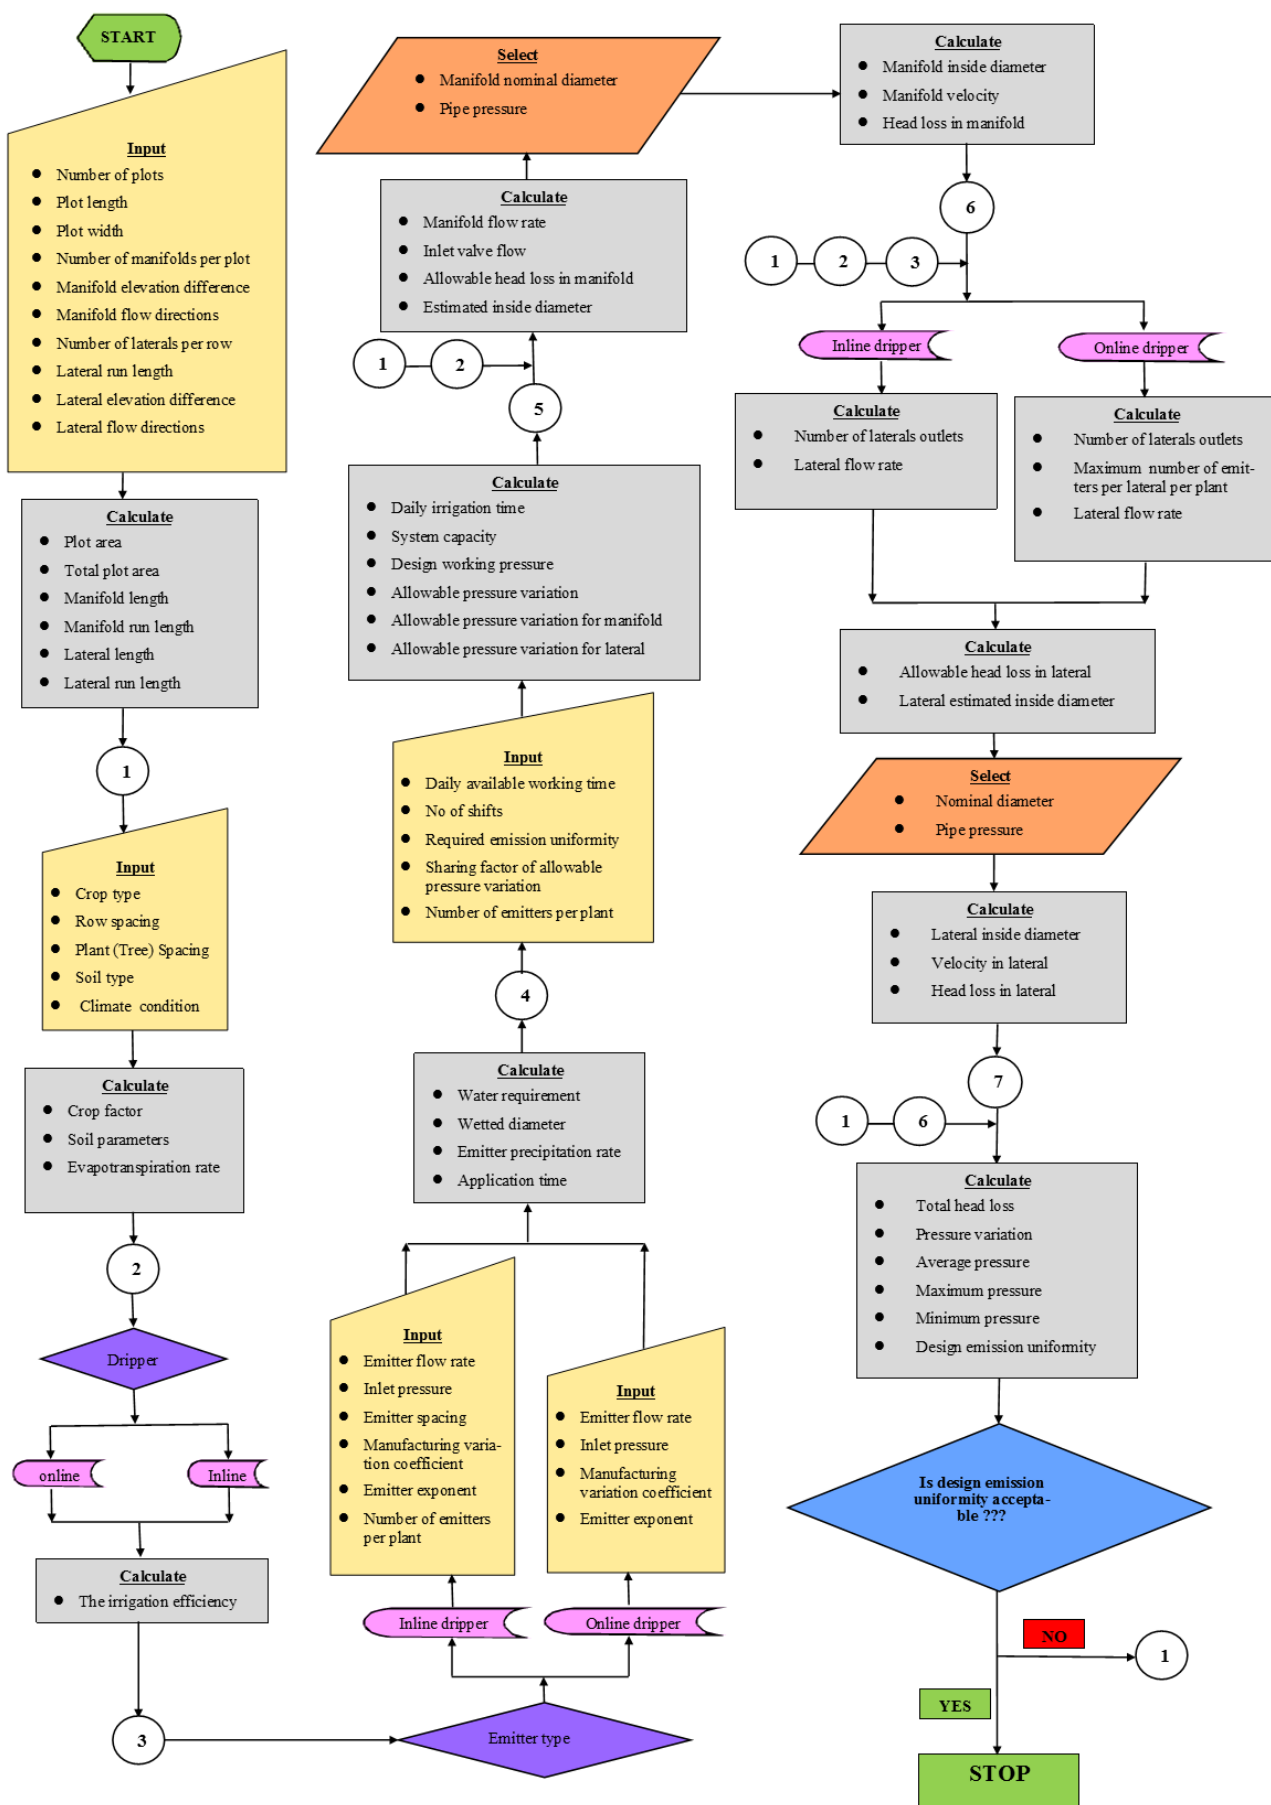 START
Input
Number of plots
Plot length
Plot width
Number of manifolds per plot
Manifold elevation difference
Manifold flow directions
Number of laterals per row
Lateral run length
Lateral elevation difference
Lateral flow directions
Calculate
Plot area
Total plot area
Manifold length
Manifold run length
Lateral length
Lateral run length
1
Input
Crop type
Row spacing
Plant (Tree) Spacing
Soil type
Climate condition
Calculate
Crop factor
Soil parameters
Evapotranspiration rate
2
Dripper
online
Inline
Calculate
The irrigation efficiency
3
Emitter type
Inline dripper
Online dripper
Input
Emitter flow rate
Inlet pressure
Emitter spacing
Manufacturing varia-
tion coefficient
Emitter exponent
Number of emitters
per plant
Input
Emitter flow rate
Inlet pressure
Manufacturing
variation coefficient
Emitter exponent
Calculate
Water requirement
Wetted diameter
Emitter precipitation rate
Application time
4
Input
Daily available working time
No of shifts
Required emission uniformity
Sharing factor of allowable
pressure variation
Number of emitters per plant
Calculate
Daily irrigation time
System capacity
Design working pressure
Allowable pressure variation
Allowable pressure variation for manifold
Allowable pressure variation for lateral
5
1
2
Calculate
Manifold flow rate
Inlet valve flow
Allowable head loss in manifold
Estimated inside diameter
Select
Manifold nominal diameter
Pipe pressure
Calculate
Manifold inside diameter
Manifold velocity
Head loss in manifold
6
1
2
3
Inline dripper
Online dripper
Calculate
Number of laterals outlets
Lateral flow rate
Calculate
Number of laterals outlets
Maximum number of emit-
ters per lateral per plant
Lateral flow rate
Calculate
Allowable head loss in lateral
Lateral estimated inside diameter
Select
Nominal diameter
Pipe pressure
Calculate
Lateral inside diameter
Velocity in lateral
Head loss in lateral
7
1
6
Calculate
Total head loss
Pressure variation
Average pressure
Maximum pressure
Minimum pressure
Design emission uniformity
Is design emission
uniformity accepta-
ble ???
NO
1
YES
STOP